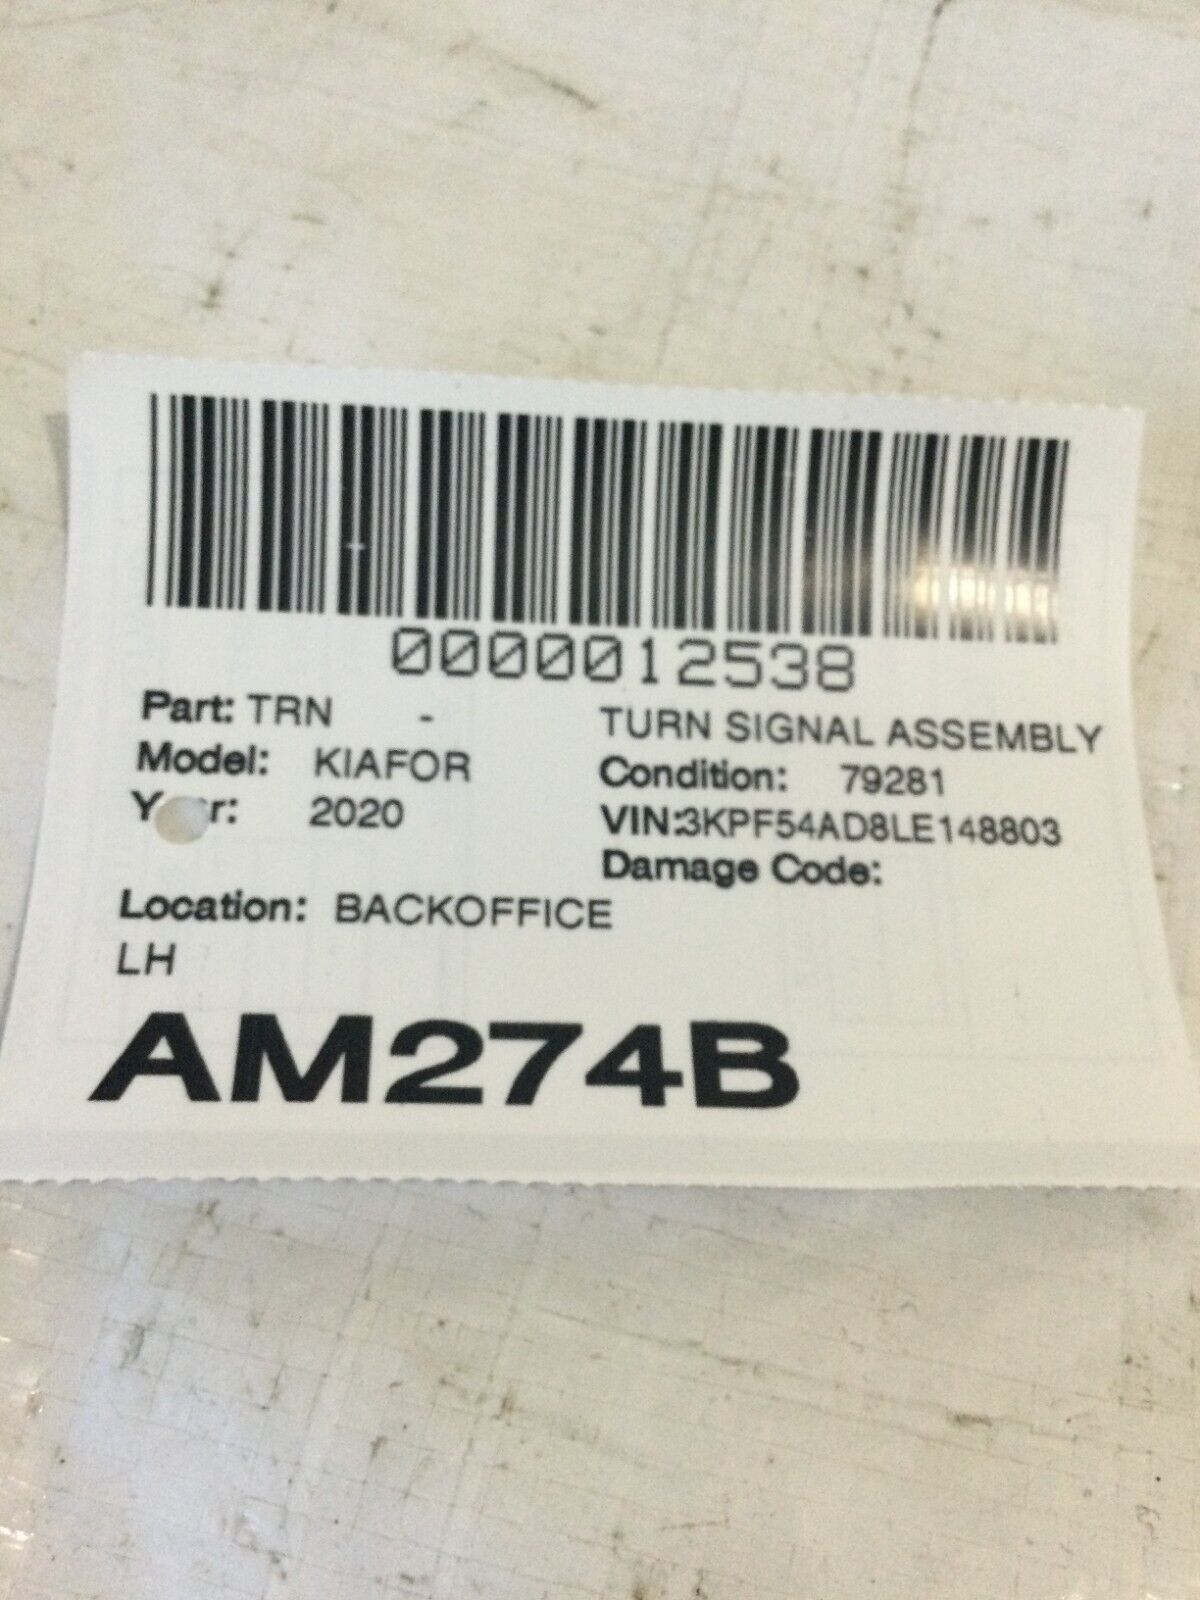 0000012538
Part: TRN - TURN SIGNAL ASSEMBLY
Model: KIAFOR Condition: 79281
2020 VIN:3KPF54AD8LE148803
Damage Code:
Location: BACKOFFICE
LH
AM274B